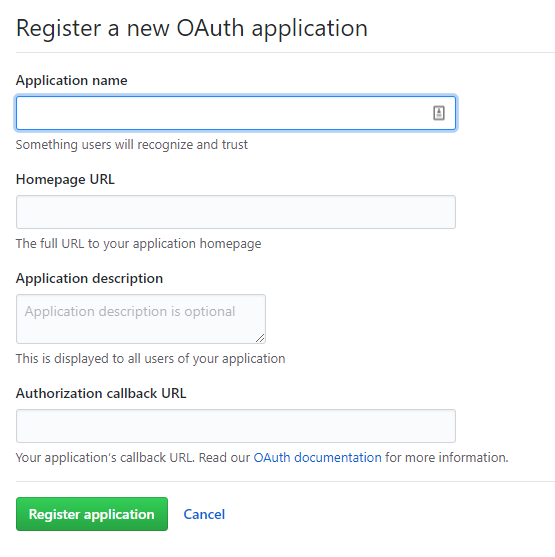 Register a new OAuth application
Application name
Something users will recognize and trust
Homepage URL
The full URL to your application homepage
Application description
Application description is optional
This is displayed to all users of your application
Authorization callback URL
Your application's callback URL. Read our OAuth documentation for more information.
Register application Cancel